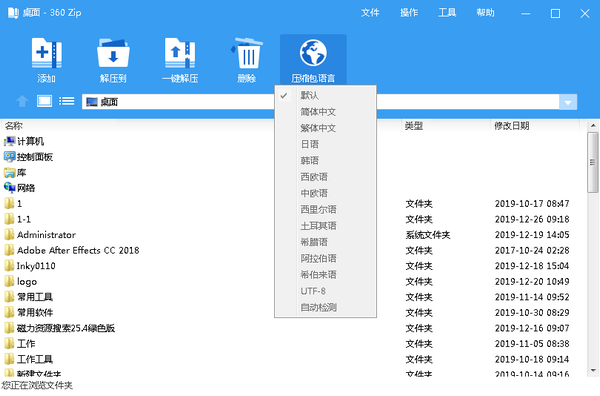 桌面 - 360 Zip 文件 操作 工具 帮助
添加 解压到 一键解压 删除 压缩包语言
桌面
默认
简体中文
繁体中文
日语
韩语
西欧语
中欧语
西里尔语
土耳其语
希腊语
阿拉伯语
希伯来语
UTF-8
自动检测
名称 类型 修改日期
计算机
控制面板
库
网络
1 文件夹 2019-10-17 08:47
1-1 文件夹 2019-12-26 09:18
Administrator 系统文件夹 2019-12-19 14:05
Adobe After Effects CC 2018 文件夹 2017-10-24 02:28
Inky0110 文件夹 2019-12-18 15:04
logo 文件夹 2019-12-20 10:49
常用工具 文件夹 2019-11-14 09:52
常用软件 文件夹 2019-10-30 08:29
磁力资源搜索25.4绿色版 文件夹 2019-12-16 09:07
工作 文件夹 2019-11-05 08:38
工作工具 文件夹 2019-10-18 09:14
新建文件夹 文件夹 2019-10-14 09:16
您正在浏览文件夹